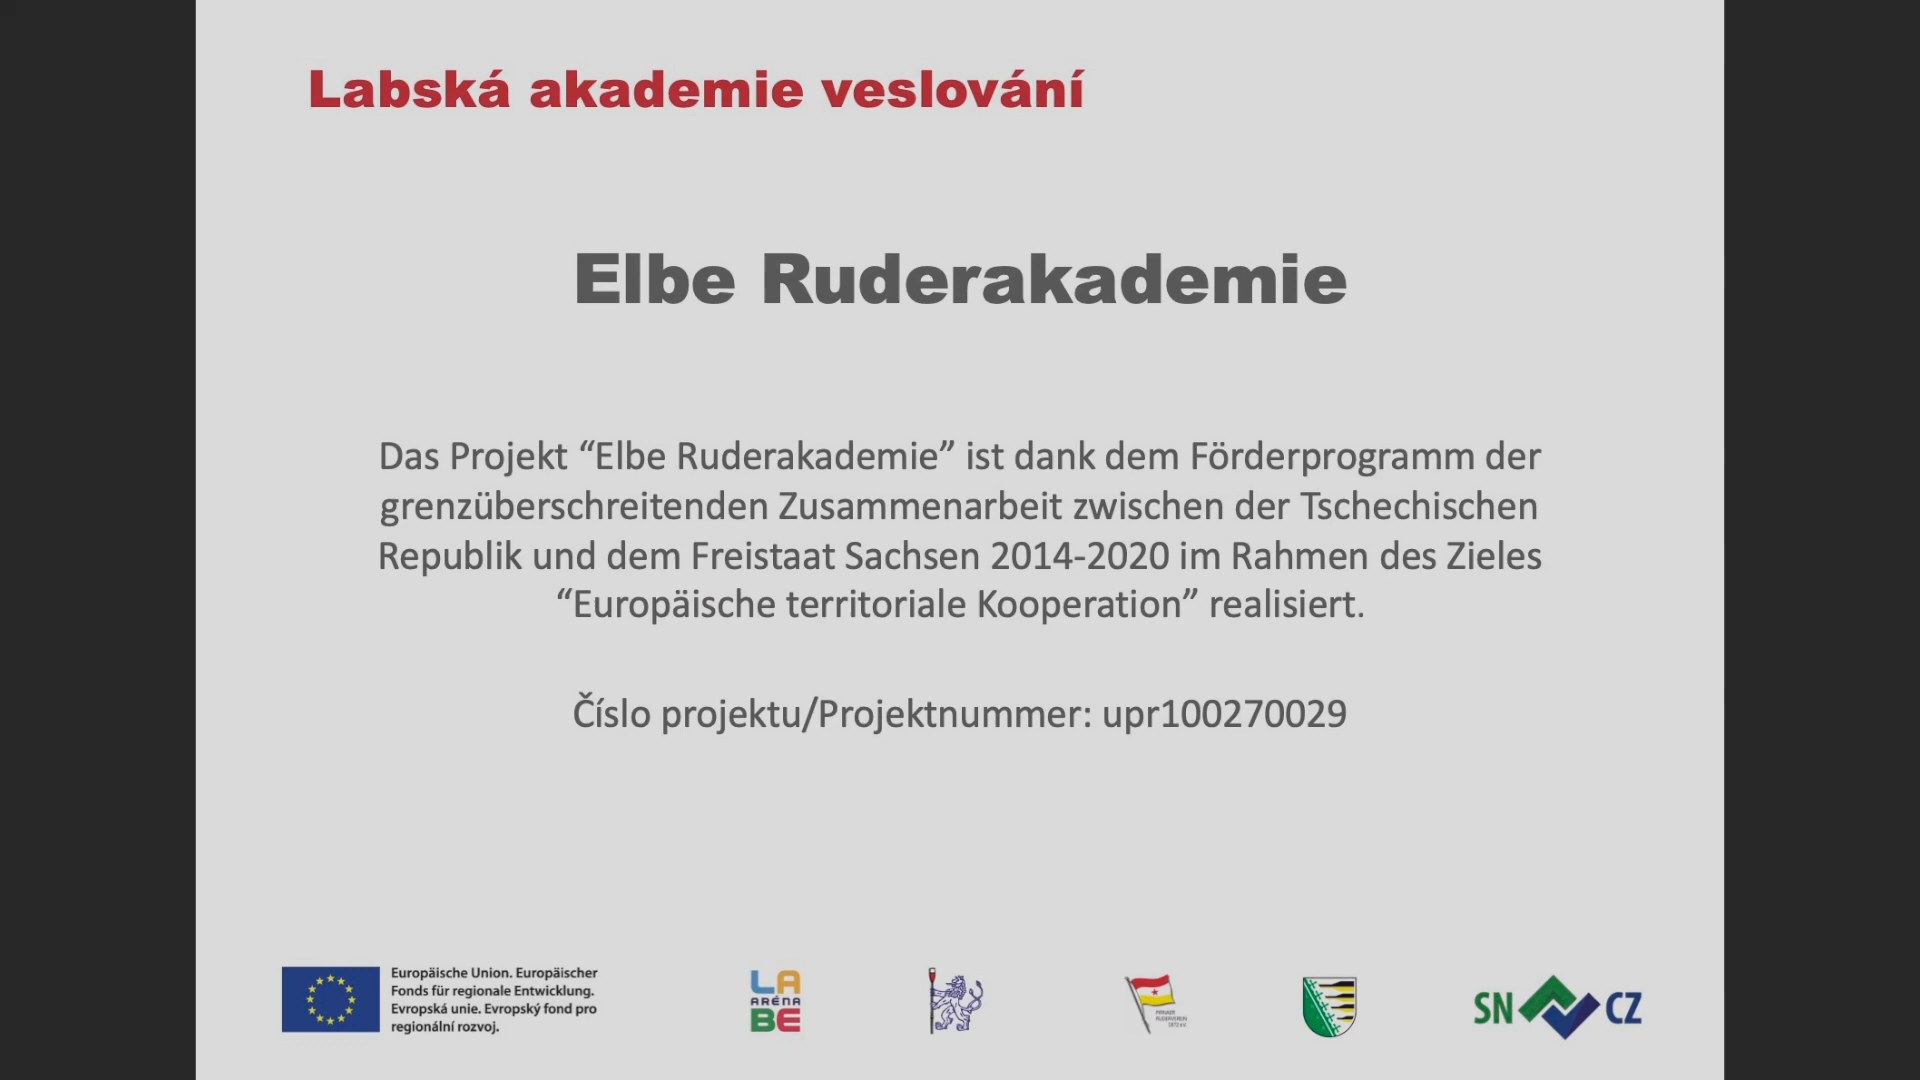 Labská akademie veslování
Elbe Ruderakademie
Das Projekt “Elbe Ruderakademie” ist dank dem Förderprogramm der
grenzüberschreitenden Zusammenarbeit zwischen der Tschechischen
Republik und dem Freistaat Sachsen 2014-2020 im Rahmen des Zieles
“Europäische territoriale Kooperation” realisiert.
Číslo projektu/Projektnummer: upr100270029
Europäische Union. Europäischer
Fonds für regionale Entwicklung.
Evropská unie. Evropský fond pro
regionální rozvoj.
LA
ARÉNA
BE
PIRNAER
RUDERVEREIN
1872 e.V.
SN CZ